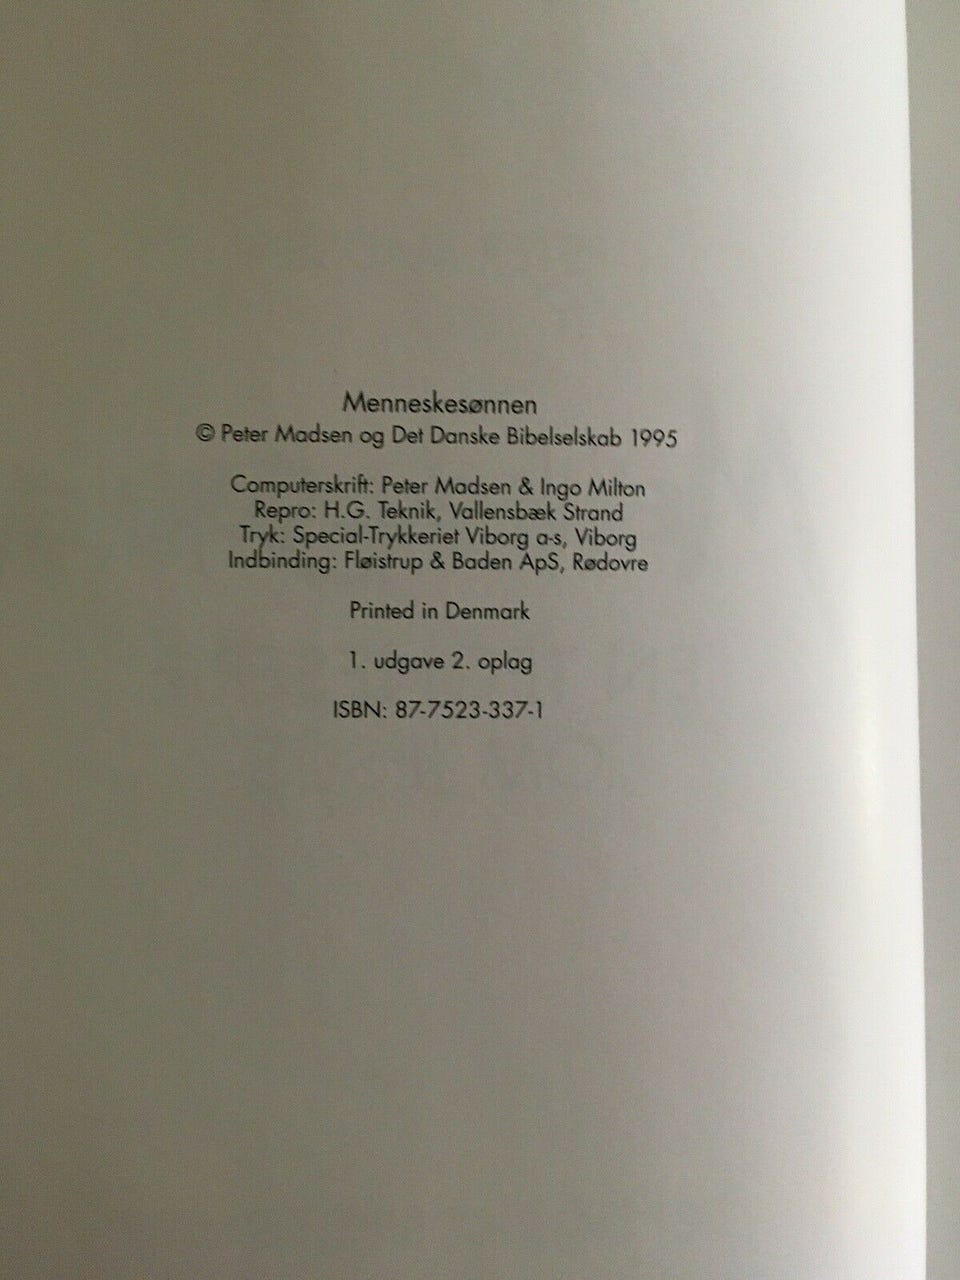 Menneskesønnen
© Peter Madsen og Det Danske Bibelselskab 1995
Computerskrift: Peter Madsen & Ingo Milton
Repro: H.G. Teknik, Vallensbæk Strand
Tryk: Special-Trykkeriet Viborg a-s, Viborg
Indbinding: Fløistrup & Baden ApS, Rødovre
Printed in Denmark
1. udgave 2. oplag
ISBN: 87-7523-337-1